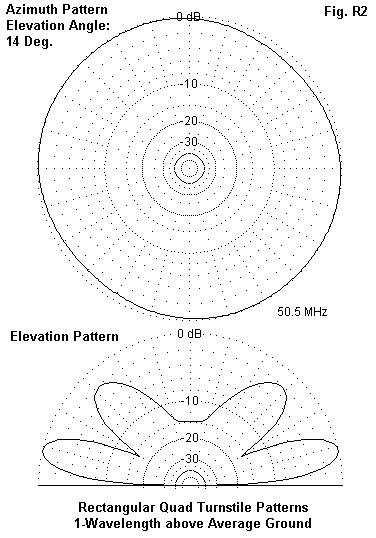 Azimuth Pattern
Elevation Angle:
14 Deg.
0 dB
Fig. R2
-10
-20
-30
50.5 MHz
Elevation Pattern
0 dB
-10
-20
-30
Rectangular Quad Turnstile Patterns
1-Wavelength above Average Ground